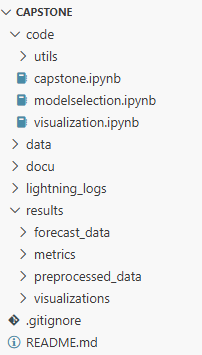 CAPSTONE
code
utils
capstone.ipynb
modelselection.ipynb
visualization.ipynb
data
docu
lightning_logs
results
forecast_data
metrics
preprocessed_data
visualizations
.gitignore
README.md